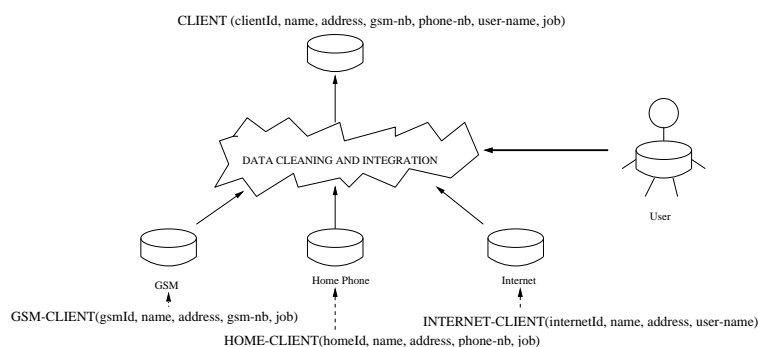 CLIENT (clientId, name, address, gsm-nb, phone-nb, user-name, job)
DATA CLEANING AND INTEGRATION
User
GSM
Home Phone
Internet
GSM-CLIENT(gsmId, name, address, gsm-nb, job)
INTERNET-CLIENT(internetId, name, address, user-name)
HOME-CLIENT(homeId, name, address, phone-nb, job)